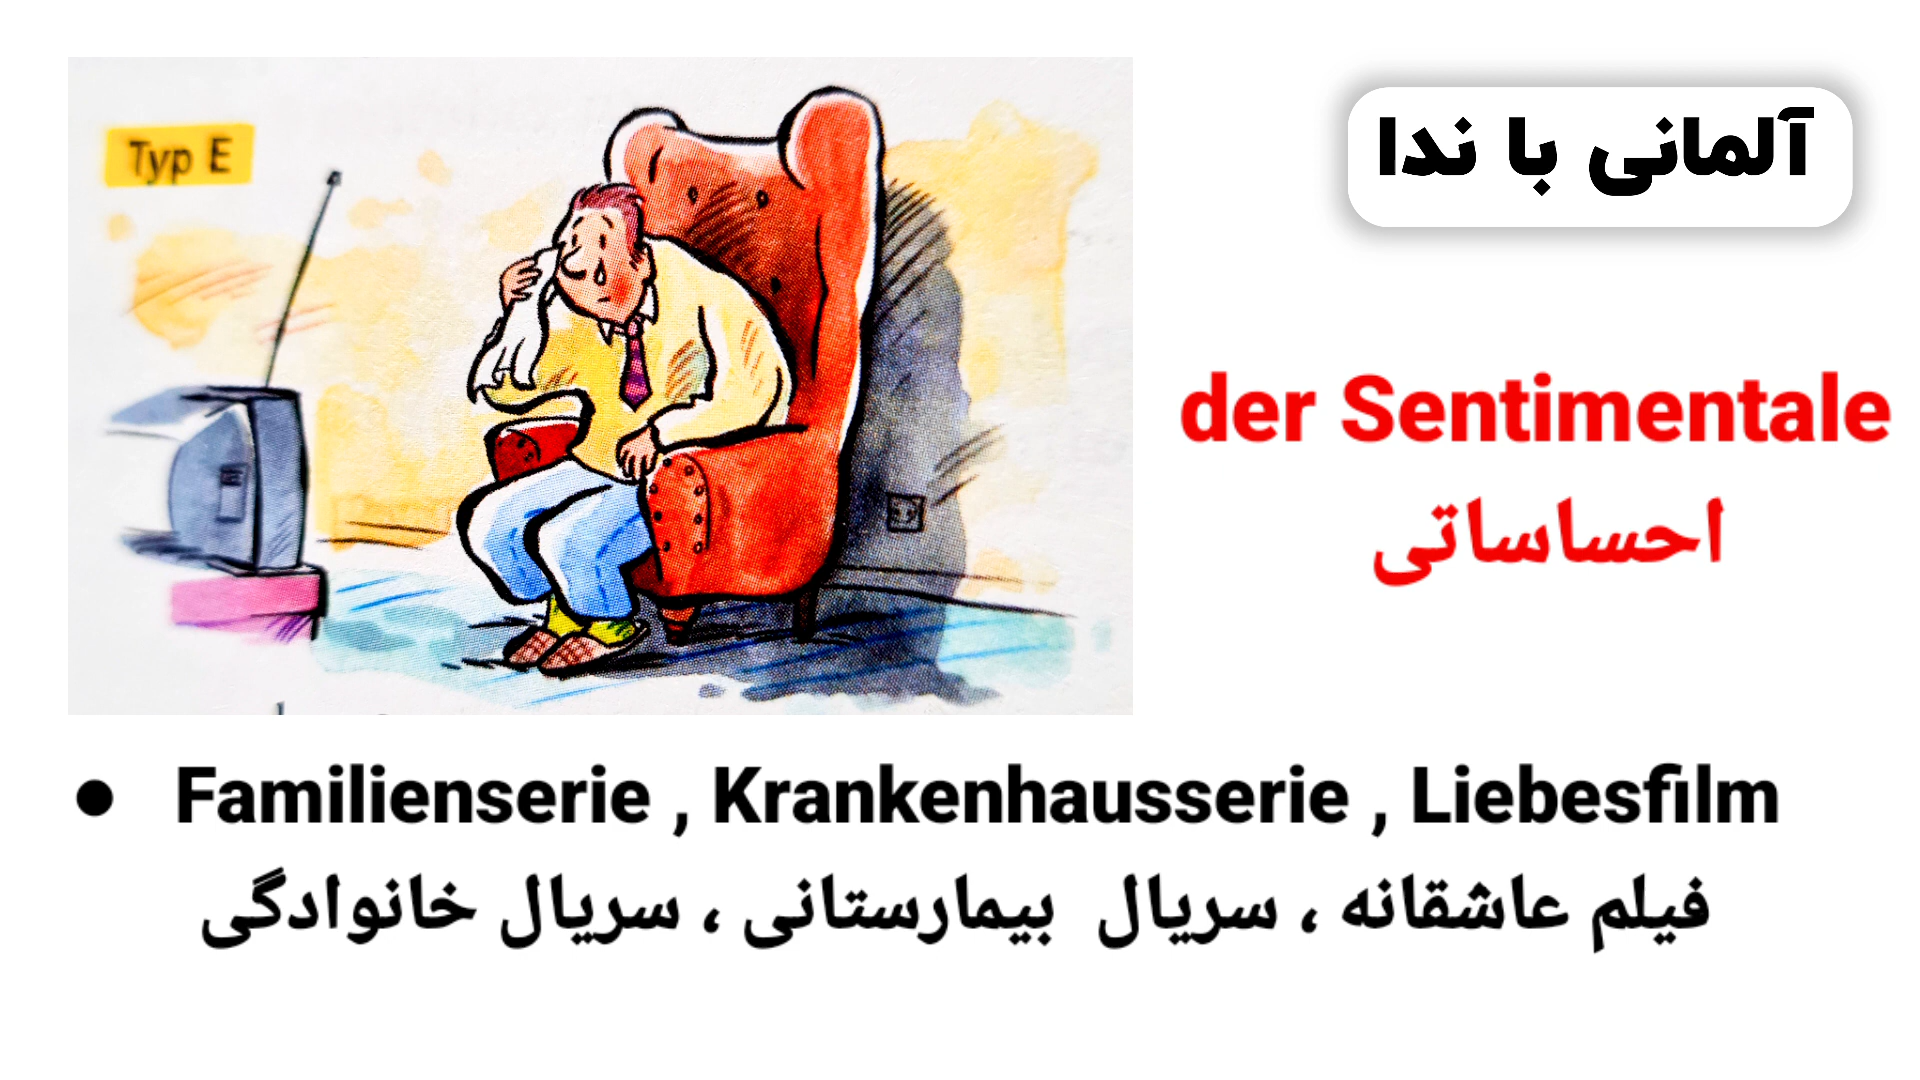 Typ E
آلمانی با ندا
der Sentimentale
احساساتی
● Familienserie , Krankenhausserie , Liebesfilm
فیلم عاشقانه ، سریال بیمارستانی ، سریال خانوادگی